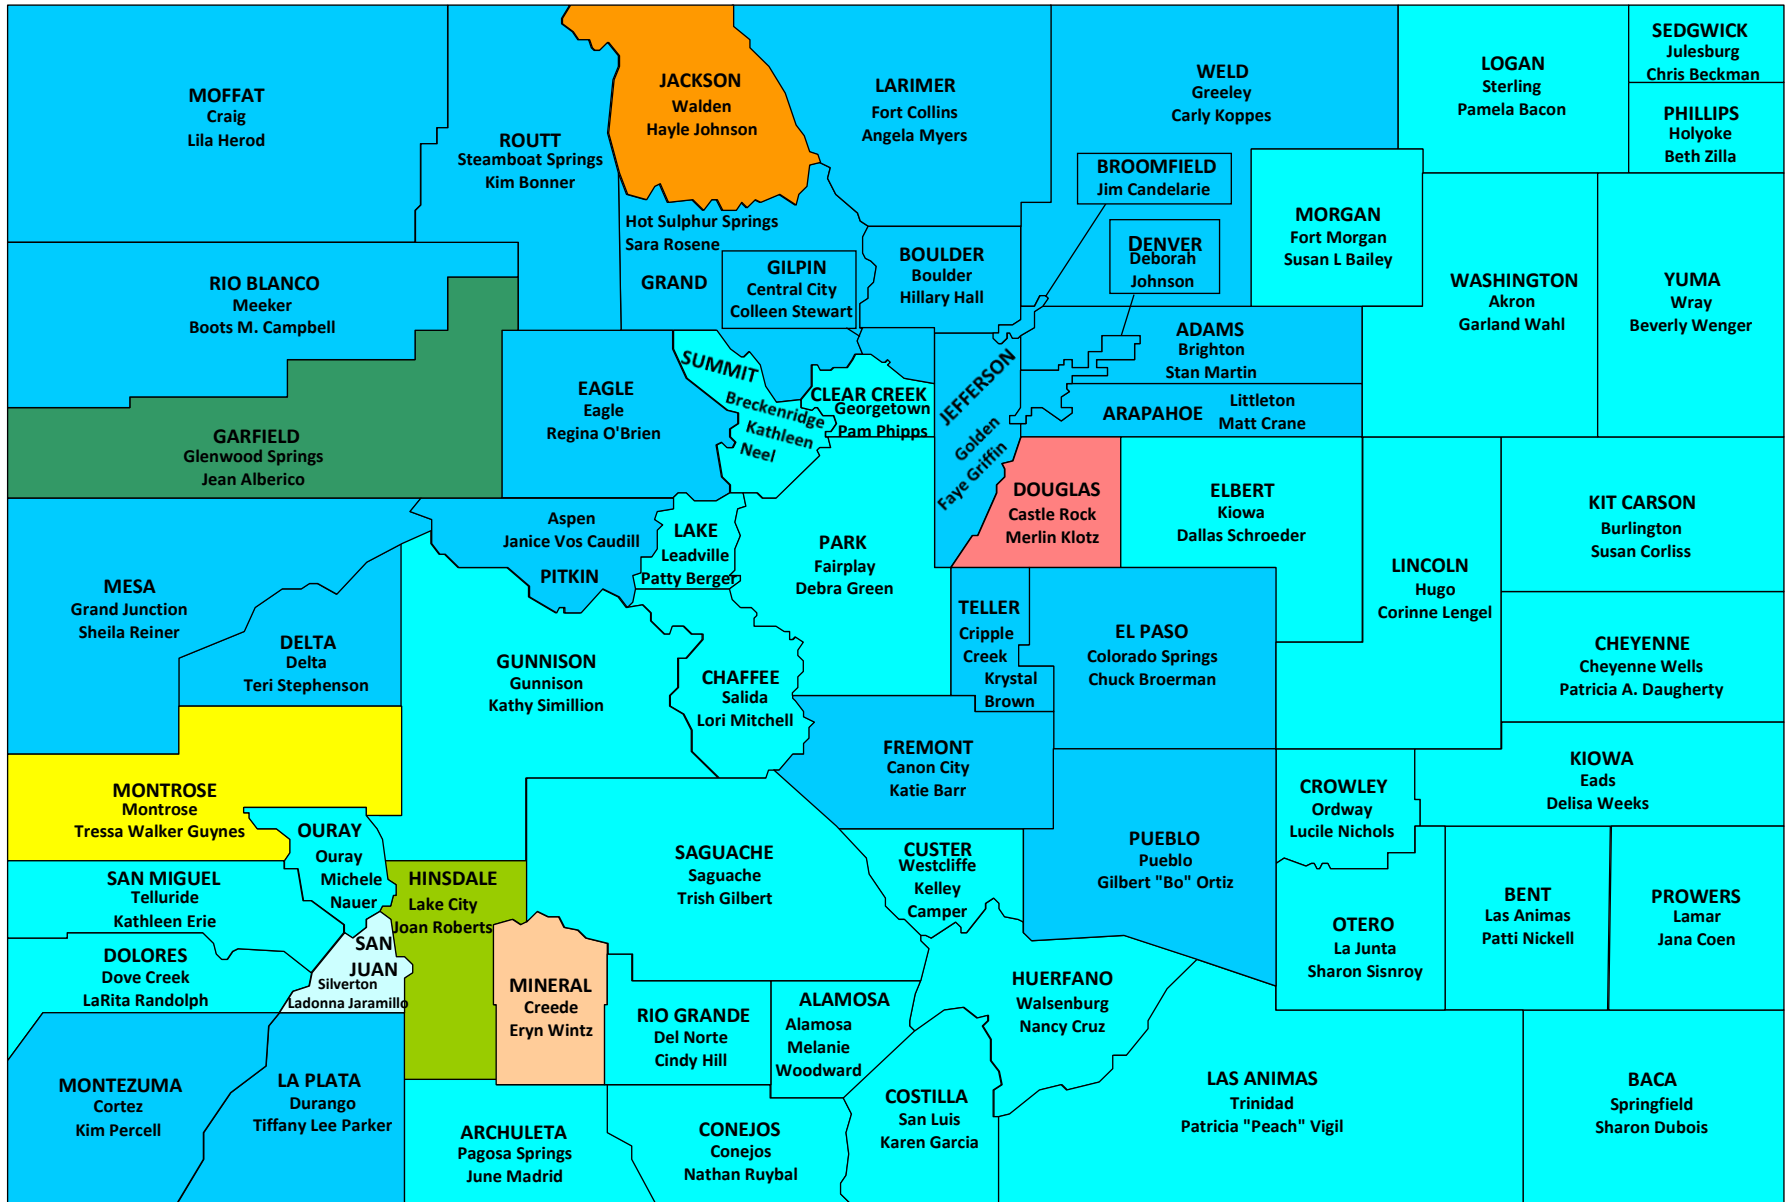 MOFFAT
Craig
Lila Herod
ROUTT
Steamboat Springs
Kim Bonner
JACKSON
Walden
Hayle Johnson
LARIMER
Fort Collins
Angela Myers
WELD
Greeley
Carly Koppes
LOGAN
Sterling
Pamela Bacon
SEDGWICK
Julesburg
Chris Beckman
PHILLIPS
Holyoke
Beth Zilla
BROOMFIELD
Jim Candelarie
MORGAN
Fort Morgan
Susan L Bailey
Hot Sulphur Springs
Sara Rosene
GRAND
GILPIN
Central City
Colleen Stewart
BOULDER
Boulder
Hillary Hall
DENVER
Deborah
Johnson
WASHINGTON
Akron
Garland Wahl
YUMA
Wray
Beverly Wenger
RIO BLANCO
Meeker
Boots M. Campbell
ADAMS
Brighton
Stan Martin
GARFIELD
Glenwood Springs
Jean Alberico
EAGLE
Eagle
Regina O'Brien
SUMMIT
Breckenridge
Kathleen
Neel
CLEAR CREEK
Georgetown
Pam Phipps
JEFFERSON
Golden
Faye Griffin
ARAPAHOE
Littleton
Matt Crane
DOUGLAS
Castle Rock
Merlin Klotz
ELBERT
Kiowa
Dallas Schroeder
KIT CARSON
Burlington
Susan Corliss
Aspen
Janice Vos Caudill
PITKIN
LAKE
Leadville
Patty Berger
PARK
Fairplay
Debra Green
LINCOLN
Hugo
Corinne Lengel
MESA
Grand Junction
Sheila Reiner
DELTA
Delta
Teri Stephenson
GUNNISON
Gunnison
Kathy Simillion
CHAFFEE
Salida
Lori Mitchell
TELLER
Cripple
Creek
Krystal
Brown
EL PASO
Colorado Springs
Chuck Broerman
CHEYENNE
Cheyenne Wells
Patricia A. Daugherty
FREMONT
Canon City
Katie Barr
KIOWA
Eads
Delisa Weeks
MONTROSE
Montrose
Tressa Walker Guynes
OURAY
Ouray
Michele
Nauer
CROWLEY
Ordway
Lucile Nichols
SAGUACHE
Saguache
Trish Gilbert
CUSTER
Westcliffe
Kelley
Camper
PUEBLO
Pueblo
Gilbert "Bo" Ortiz
SAN MIGUEL
Telluride
Kathleen Erie
HINSDALE
Lake City
Joan Roberts
OTERO
La Junta
Sharon Sisnroy
BENT
Las Animas
Patti Nickell
PROWERS
Lamar
Jana Coen
DOLORES
Dove Creek
LaRita Randolph
SAN
JUAN
Silverton
Ladonna Jaramillo
MINERAL
Creede
Eryn Wintz
RIO GRANDE
Del Norte
Cindy Hill
ALAMOSA
Alamosa
Melanie
Woodward
HUERFANO
Walsenburg
Nancy Cruz
MONTEZUMA
Cortez
Kim Percell
LA PLATA
Durango
Tiffany Lee Parker
ARCHULETA
Pagosa Springs
June Madrid
CONEJOS
Conejos
Nathan Ruybal
COSTILLA
San Luis
Karen Garcia
LAS ANIMAS
Trinidad
Patricia "Peach" Vigil
BACA
Springfield
Sharon Dubois